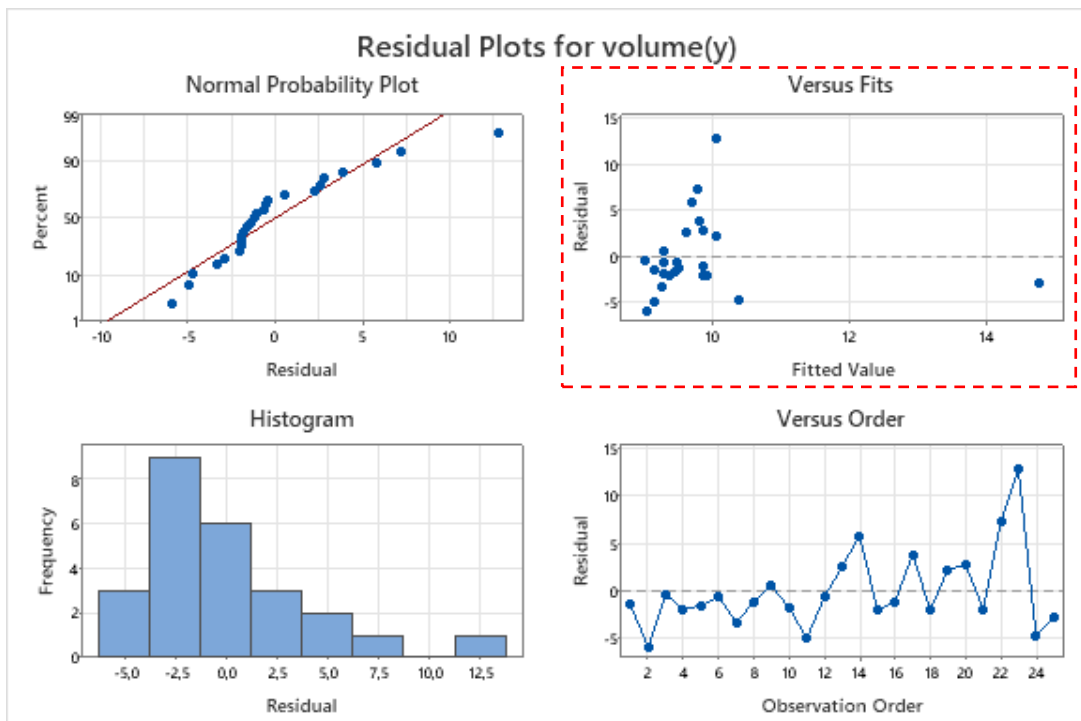 Residual Plots for volume(y)
Normal Probability Plot
99
90
50
10
1
Percent
-10 -5 0 5 10
Residual
Versus Fits
15
10
5
0
-5
Residual
10 12 14
Fitted Value
Histogram
8
6
4
2
0
Frequency
-5,0 -2,5 0,0 2,5 5,0 7,5 10,0 12,5
Residual
Versus Order
15
10
5
0
-5
Residual
2 4 6 8 10 12 14 16 18 20 22 24
Observation Order